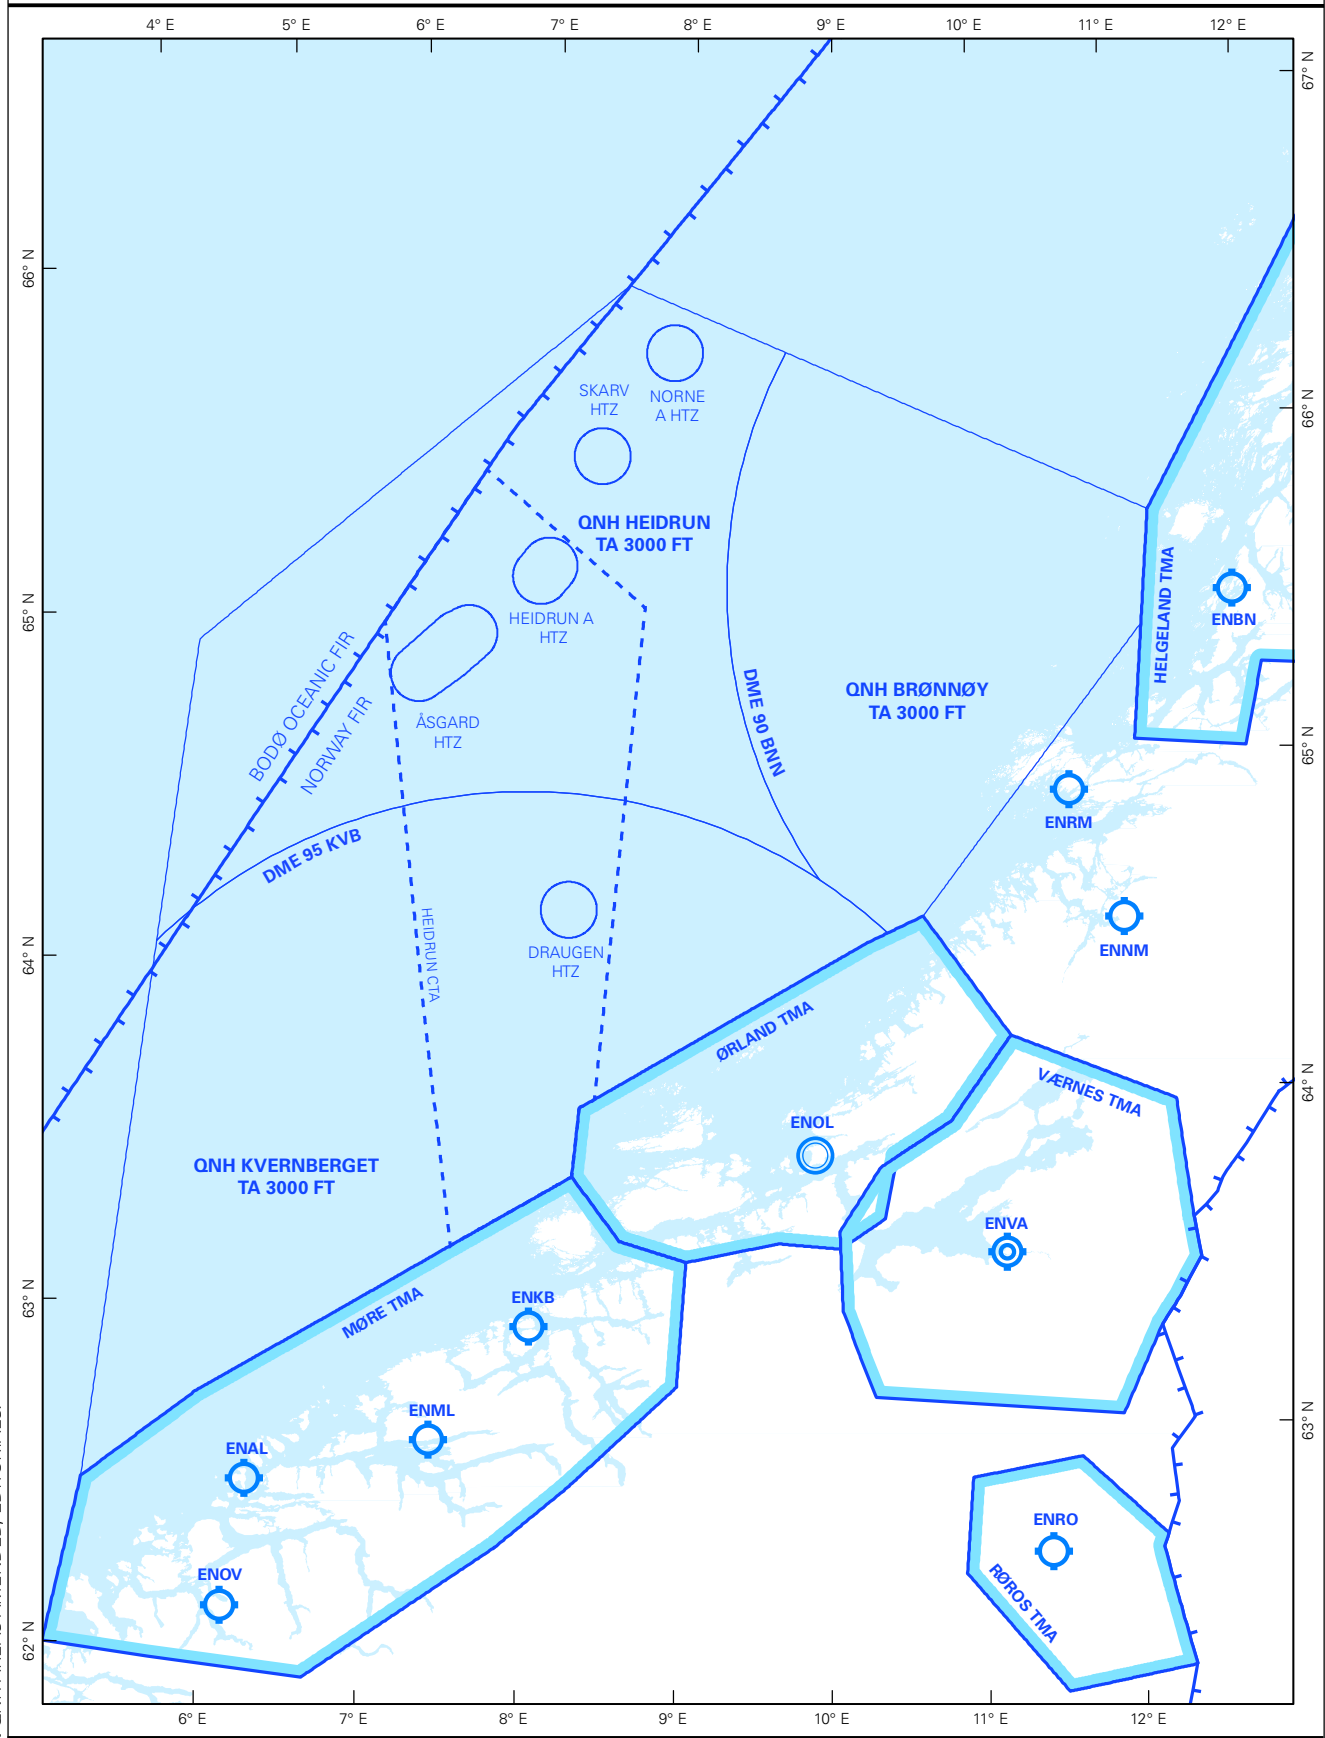 4° E
5° E
6° E
7° E
8° E
9° E
10° E
11° E
12° E
67° N
66° N
66° N
SKARV
HTZ
NORNE
A HTZ
QNH HEIDRUN
TA 3000 FT
HELGELAND TMA
ENBN
65° N
HEIDRUN A
HTZ
BODØ OCEANIC FIR
NORWAY FIR
ÅSGARD
HTZ
DME 90 BNN
QNH BRØNNØY
TA 3000 FT
65° N
ENRM
DME 95 KVB
HEIDRUN CTA
DRAUGEN
HTZ
ENNM
64° N
ØRLAND TMA
VÆRNES TMA
64° N
ENOL
QNH KVERNBERGET
TA 3000 FT
ENVA
63° N
MØRE TMA
ENKB
ENML
63° N
ENAL
ENRO
ENOV
RØROS TMA
62° N
6° E
7° E
8° E
9° E
10° E
11° E
12° E